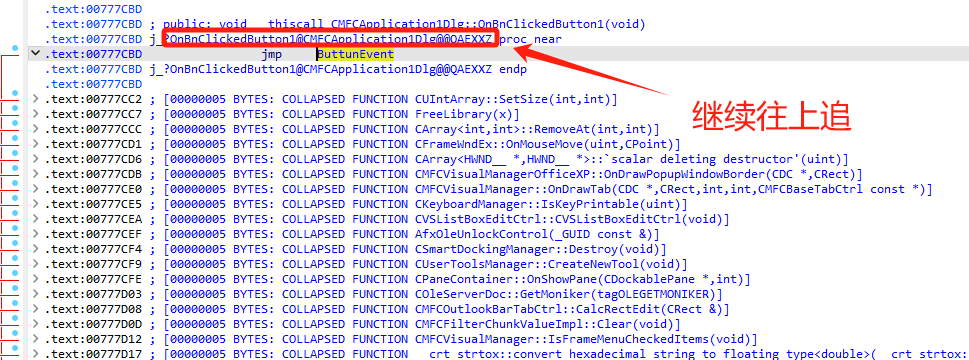 .text:00777CBD
.text:00777CBD ; public: void __thiscall CMFCApplication1Dlg::OnBnClickedButton1(void)
.text:00777CBD j_?OnBnClickedButton1@CMFCApplication1Dlg@@QAEXXZ proc near
.text:00777CBD jmp ButtunEvent
.text:00777CBD j_?OnBnClickedButton1@CMFCApplication1Dlg@@QAEXXZ endp
.text:00777CBD
继续往上追
.text:00777CC2 ; [00000005 BYTES: COLLAPSED FUNCTION CUIntArray::SetSize(int,int)]
.text:00777CC7 ; [00000005 BYTES: COLLAPSED FUNCTION FreeLibrary(x)]
.text:00777CCC ; [00000005 BYTES: COLLAPSED FUNCTION CArray<int,int>::RemoveAt(int,int)]
.text:00777CD1 ; [00000005 BYTES: COLLAPSED FUNCTION CFrameWndEx::OnMouseMove(uint,CPoint)]
.text:00777CD6 ; [00000005 BYTES: COLLAPSED FUNCTION CArray<HWND__ *,HWND__ *>::`scalar deleting destructor'(uint)]
.text:00777CDB ; [00000005 BYTES: COLLAPSED FUNCTION CMFCVisualManagerOfficeXP::OnDrawPopupWindowBorder(CDC *,CRect)]
.text:00777CE0 ; [00000005 BYTES: COLLAPSED FUNCTION CMFCVisualManager::OnDrawTab(CDC *,CRect,int,int,CMFCBaseTabCtrl const *)]
.text:00777CE5 ; [00000005 BYTES: COLLAPSED FUNCTION CKeyboardManager::IsKeyPrintable(uint)]
.text:00777CEA ; [00000005 BYTES: COLLAPSED FUNCTION CVSListBoxEditCtrl::CVSListBoxEditCtrl(void)]
.text:00777CEF ; [00000005 BYTES: COLLAPSED FUNCTION AfxOleUnlockControl(_GUID const &)]
.text:00777CF4 ; [00000005 BYTES: COLLAPSED FUNCTION CSmartDockingManager::Destroy(void)]
.text:00777CF9 ; [00000005 BYTES: COLLAPSED FUNCTION CUserToolsManager::CreateNewTool(void)]
.text:00777CFE ; [00000005 BYTES: COLLAPSED FUNCTION CPaneContainer::OnShowPane(CDockablePane *,int)]
.text:00777D03 ; [00000005 BYTES: COLLAPSED FUNCTION COleServerDoc::GetMoniker(tagOLEGETMONIKER)]
.text:00777D08 ; [00000005 BYTES: COLLAPSED FUNCTION CMFCOutlookBarTabCtrl::CalcRectEdit(CRect &)]
.text:00777D0D ; [00000005 BYTES: COLLAPSED FUNCTION CMFCFilterChunkValueImpl::Clear(void)]
.text:00777D12 ; [00000005 BYTES: COLLAPSED FUNCTION CMFCVisualManager::IsFrameMenuCheckedItems(void)]
.text:00777D17 ; [00000005 BYTES: COLLAPSED FUNCTION __crt_strtox::convert_hexadecimal_string_to_floating_type<double>(__crt_strtox: